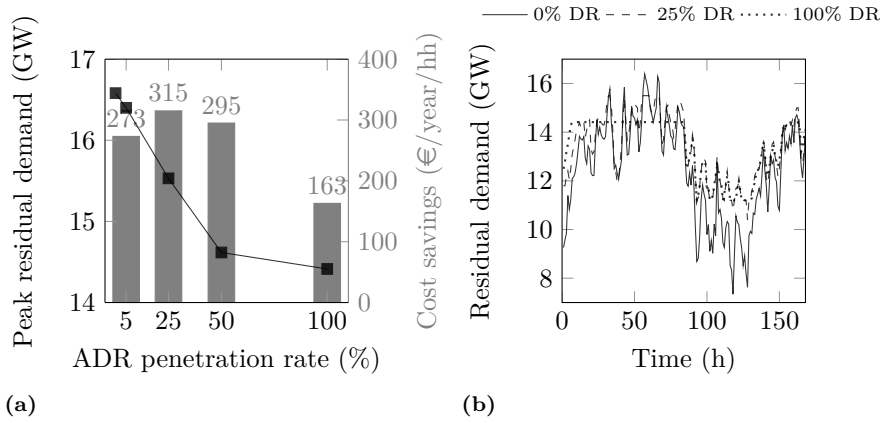 0% DR 25% DR 100% DR
Peak residual demand (GW)
17
16
15
14
273
315
295
163
400
300
200
100
0
Cost savings (€/year/hh)
5 25 50 100
ADR penetration rate (%)
(a)
Residual demand (GW)
16
14
12
10
8
0 50 100 150
Time (h)
(b)